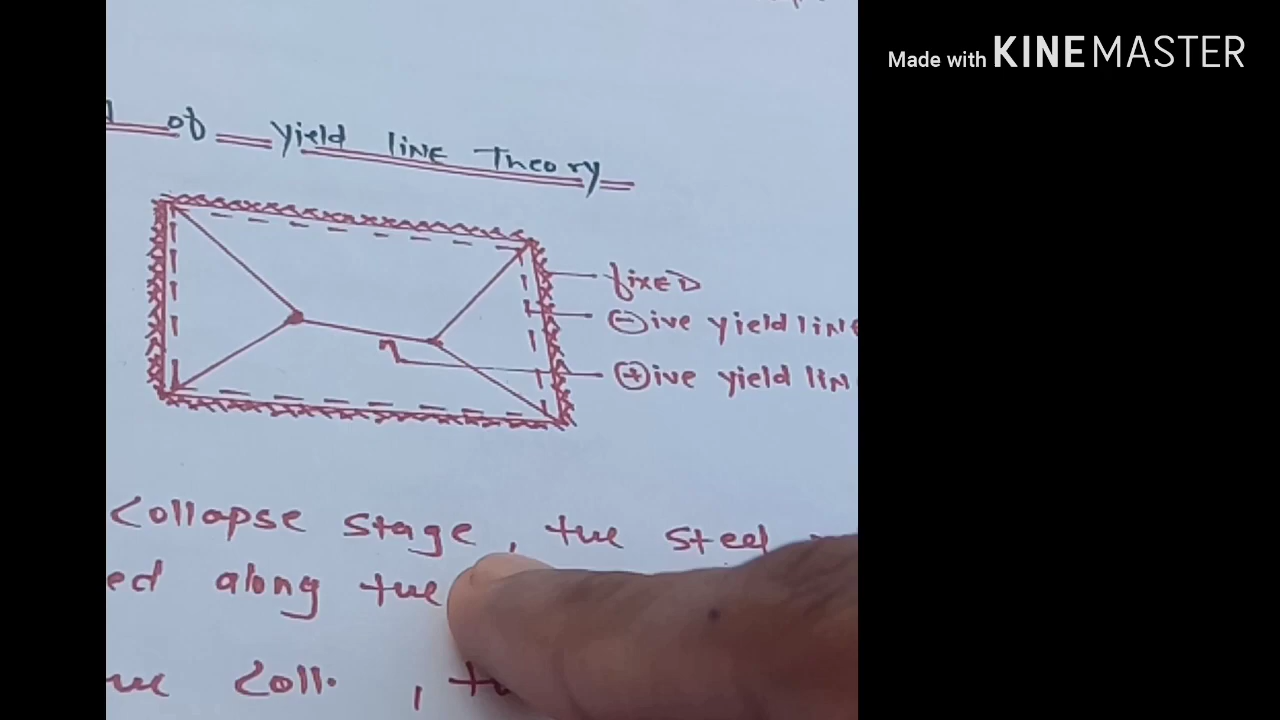 Made with KINEMASTER
of Yield line Theory
fixed
⊖ive yield line
⊕ive yield lin
Collapse stage, the steel
ed along the
Coll. ,